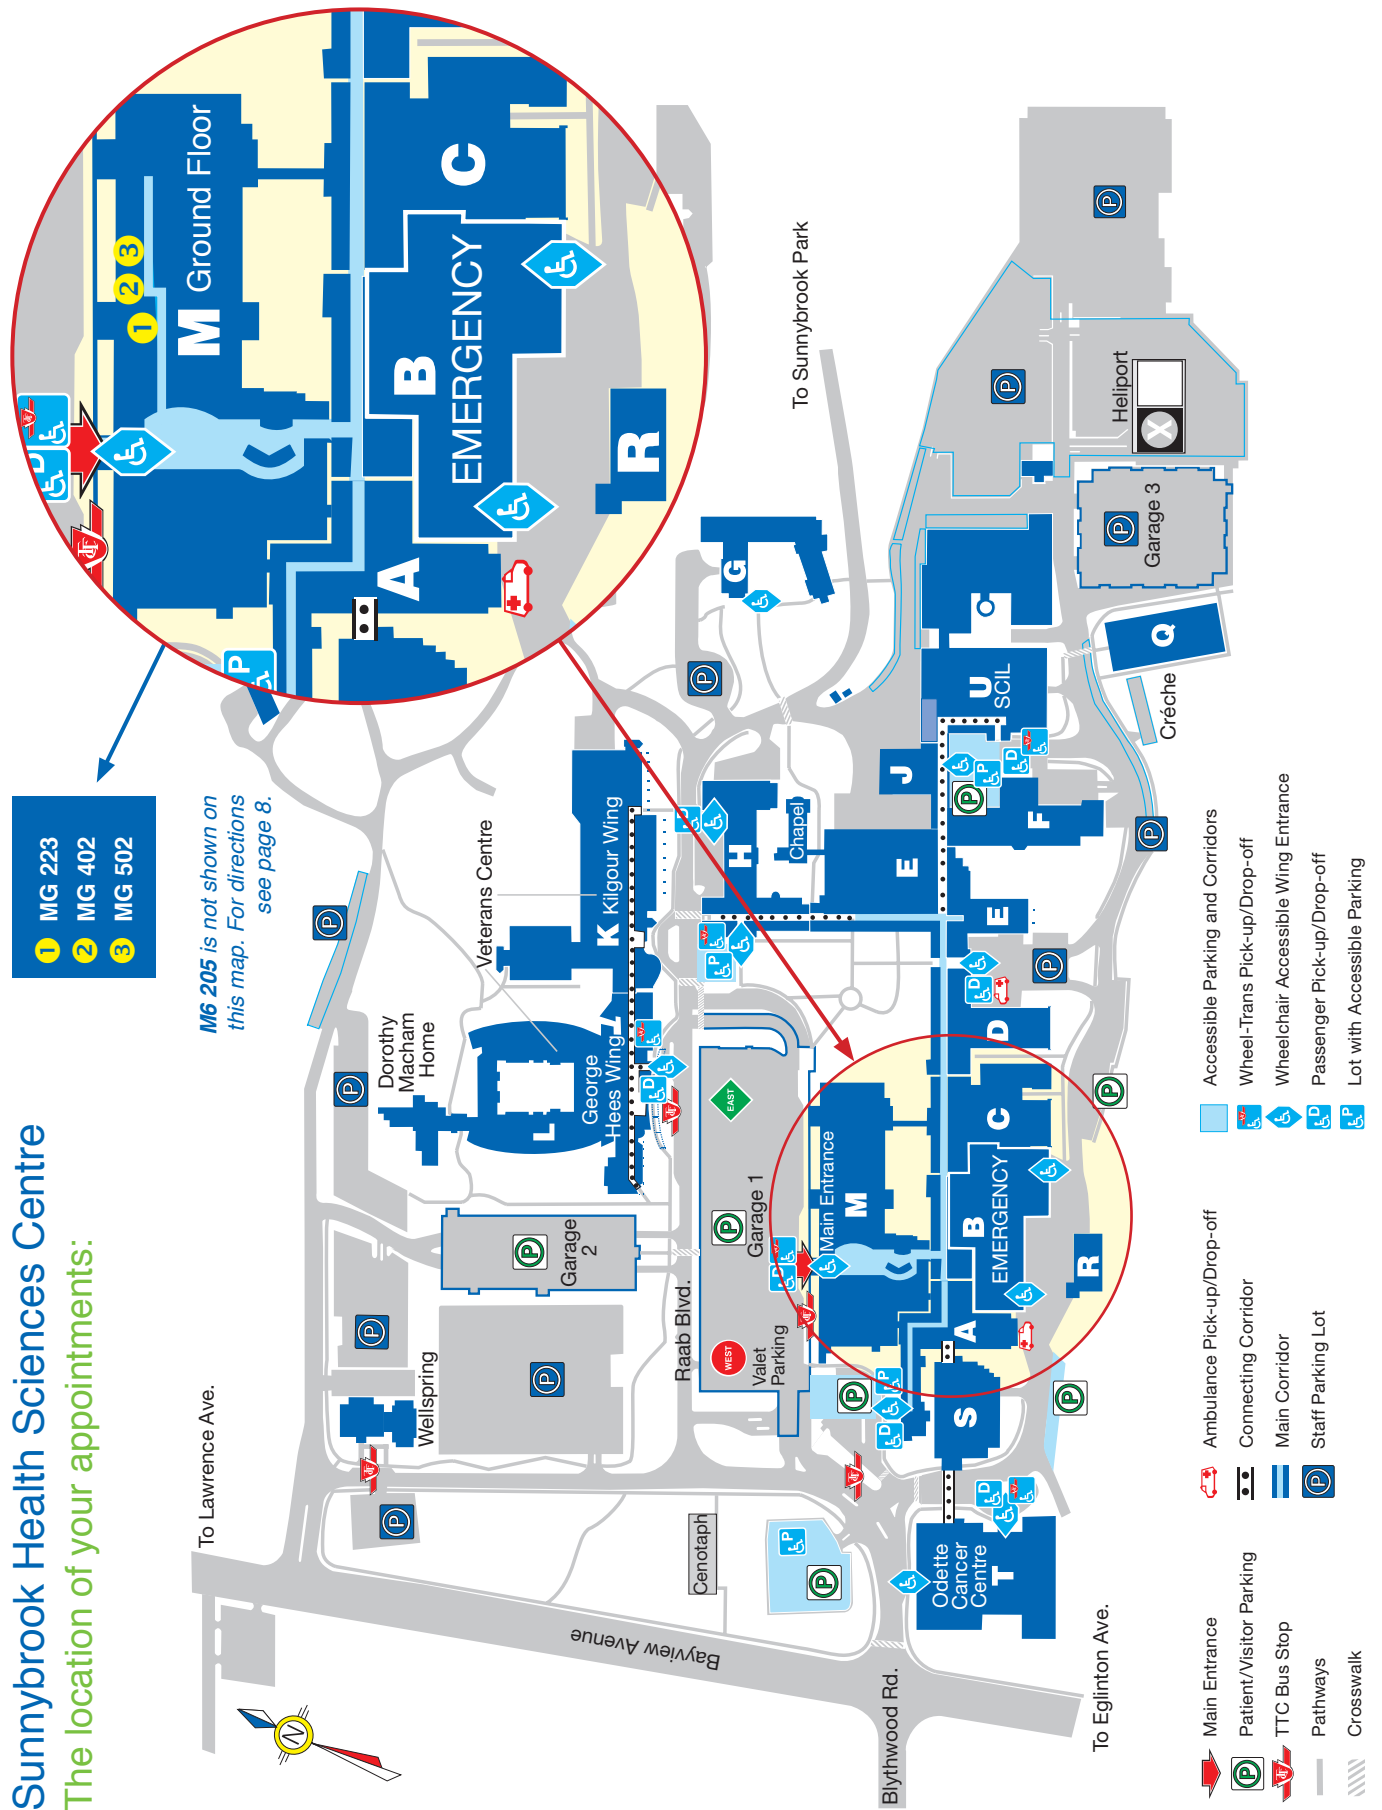 Sunnybrook Health Sciences Centre
The location of your appointments:
1 MG 223
2 MG 402
3 MG 502
M6 205 is not shown on
this map. For directions
see page 8.
M Ground Floor
1
2
3
D
P
A
B
EMERGENCY
C
R
To Lawrence Ave.
Wellspring
Garage
2
Dorothy
Macham
Home
Veterans Centre
L
George
Hees Wing
K Kilgour Wing
Raab Blvd.
Bayview Avenue
Cenotaph
Blythwood Rd.
To Eglinton Ave.
N
WEST
Valet
Parking
Garage 1
EAST
Main Entrance
M
H
Chapel
G
To Sunnybrook Park
Odette
Cancer
Centre
T
S
A
B
EMERGENCY
C
D
R
E
E
F
J
U
SCIL
Q
Créche
Garage 3
Heliport
X
Main Entrance
Patient/Visitor Parking
TTC Bus Stop
Pathways
Crosswalk
Ambulance Pick-up/Drop-off
Connecting Corridor
Main Corridor
Staff Parking Lot
Accessible Parking and Corridors
Wheel-Trans Pick-up/Drop-off
Wheelchair Accessible Wing Entrance
Passenger Pick-up/Drop-off
Lot with Accessible Parking